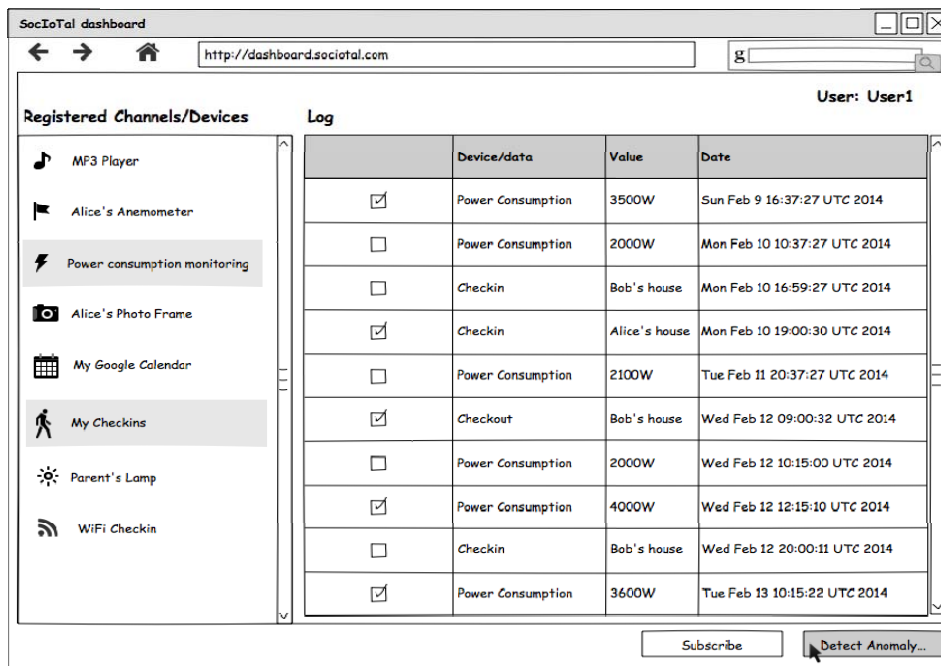 SocIoTal dashboard
http://dashboard.sociotal.com
g
User: User1
Registered Channels/Devices
MP3 Player
Alice's Anemometer
Power consumption monitoring
Alice's Photo Frame
My Google Calendar
My Checkins
Parent's Lamp
WiFi Checkin
Log
Device/data Value Date
Power Consumption 3500W Sun Feb 9 16:37:27 UTC 2014
Power Consumption 2000W Mon Feb 10 10:37:27 UTC 2014
Checkin Bob's house Mon Feb 10 16:59:27 UTC 2014
Checkin Alice's house Mon Feb 10 19:00:30 UTC 2014
Power Consumption 2100W Tue Feb 11 20:37:27 UTC 2014
Checkout Bob's house Wed Feb 12 09:00:32 UTC 2014
Power Consumption 2000W Wed Feb 12 10:15:00 UTC 2014
Power Consumption 4000W Wed Feb 12 12:15:10 UTC 2014
Checkin Bob's house Wed Feb 12 20:00:11 UTC 2014
Power Consumption 3600W Tue Feb 13 10:15:22 UTC 2014
Subscribe
Detect Anomaly...